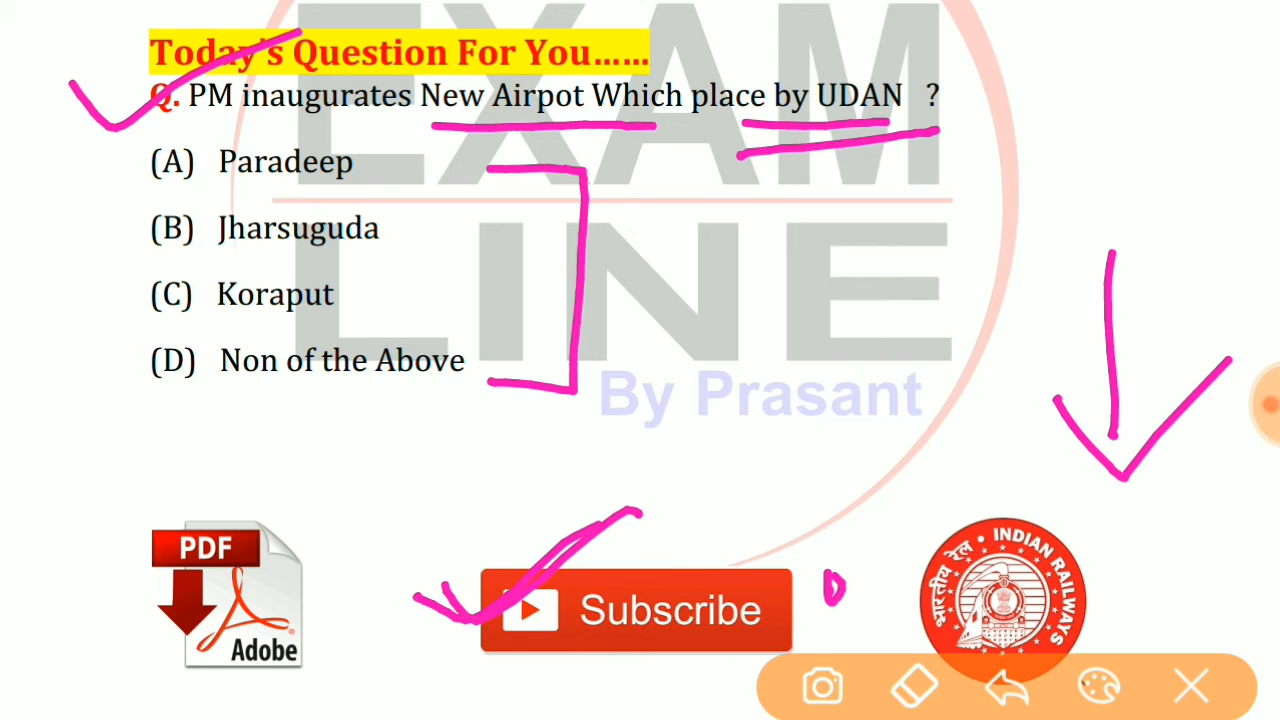 EXAM
LINE
By Prasant
Today's Question For You……
Q. PM inaugurates New Airpot Which place by UDAN ?
(A) Paradeep
(B) Jharsuguda
(C) Koraput
(D) Non of the Above
PDF
Adobe
Subscribe
भारतीय रेल • INDIAN RAILWAYS